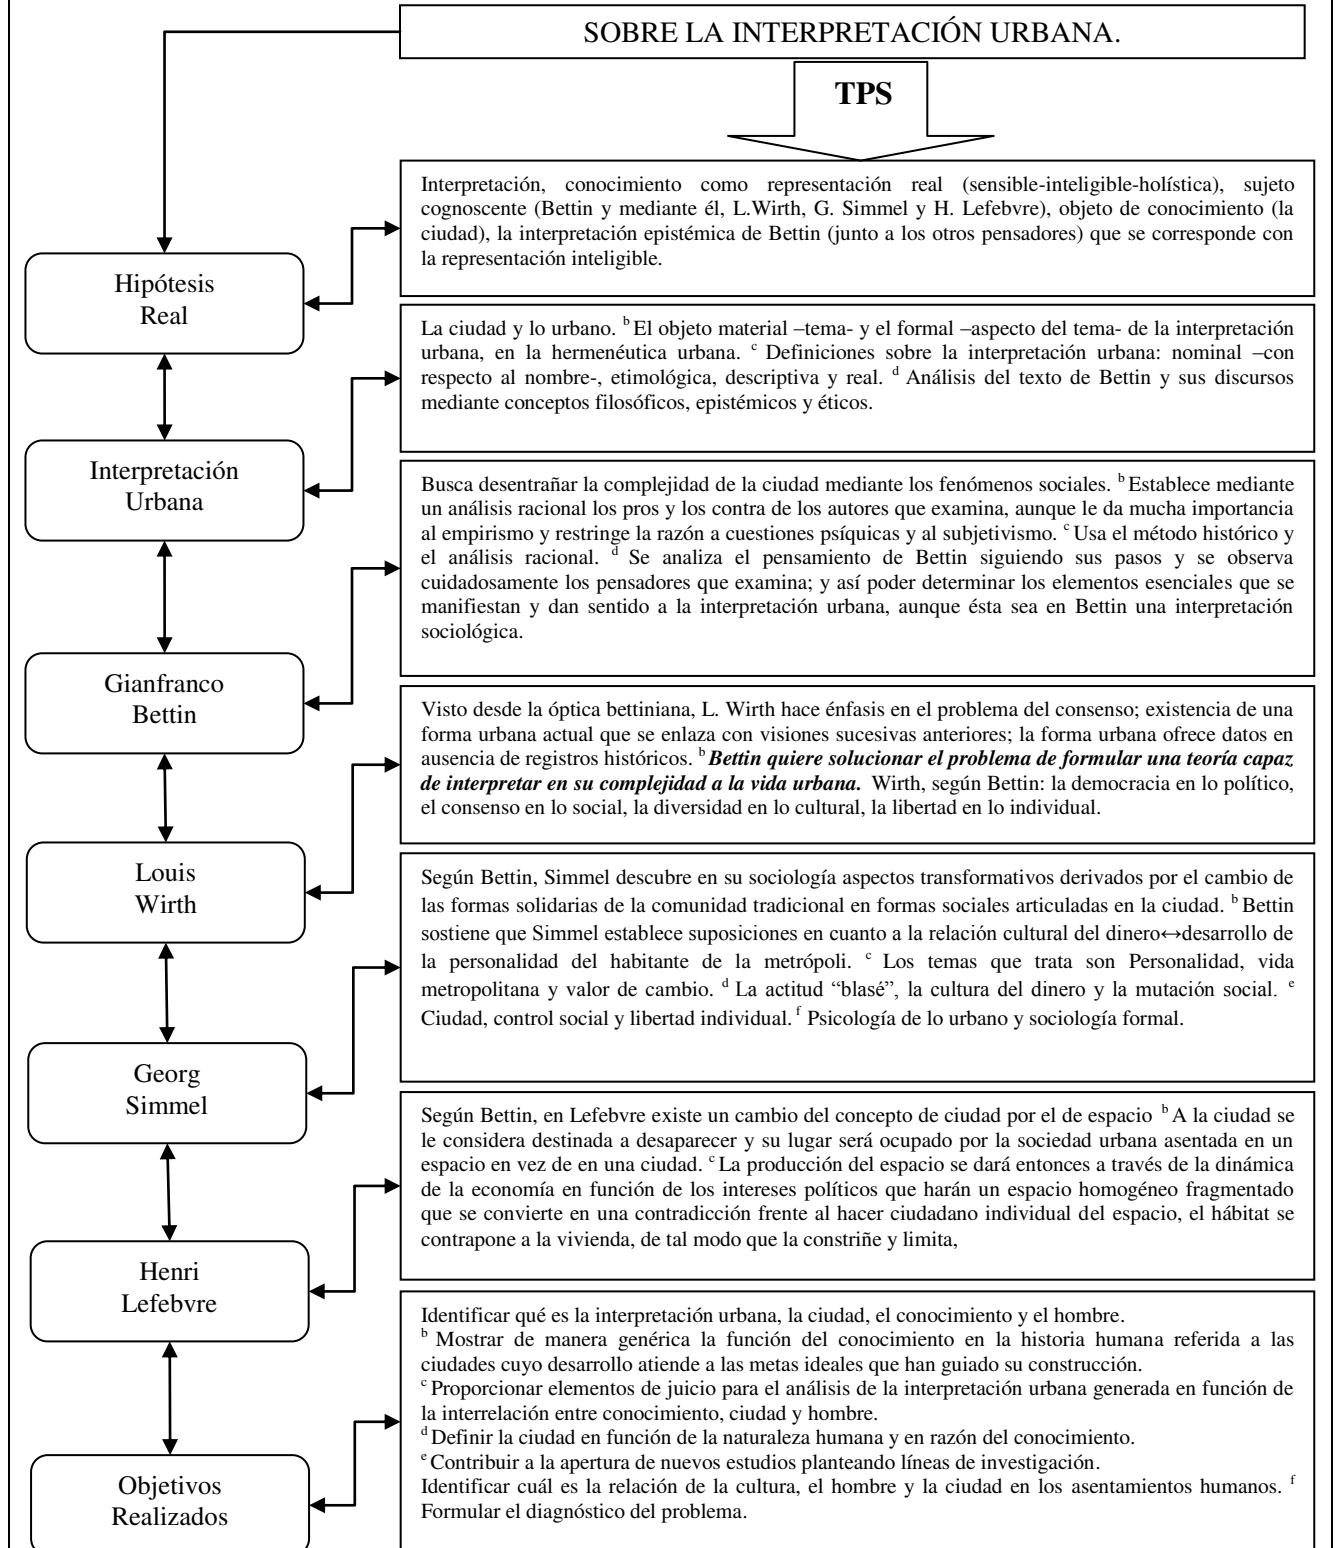 SOBRE LA INTERPRETACIÓN URBANA.
TPS
Interpretación, conocimiento como representación real (sensible-inteligible-holística), sujeto
cognoscente (Bettin y mediante él, L.Wirth, G. Simmel y H. Lefebvre), objeto de conocimiento (la
ciudad), la interpretación epistémica de Bettin (junto a los otros pensadores) que se corresponde con
la representación inteligible.
Hipótesis
Real
La ciudad y lo urbano. b El objeto material –tema- y el formal –aspecto del tema- de la interpretación
urbana, en la hermenéutica urbana. c Definiciones sobre la interpretación urbana: nominal –con
respecto al nombre-, etimológica, descriptiva y real. d Análisis del texto de Bettin y sus discursos
mediante conceptos filosóficos, epistémicos y éticos.
Interpretación
Urbana
Busca desentrañar la complejidad de la ciudad mediante los fenómenos sociales. b Establece mediante
un análisis racional los pros y los contra de los autores que examina, aunque le da mucha importancia
al empirismo y restringe la razón a cuestiones psíquicas y al subjetivismo. c Usa el método histórico y
el análisis racional. d Se analiza el pensamiento de Bettin siguiendo sus pasos y se observa
cuidadosamente los pensadores que examina; y así poder determinar los elementos esenciales que se
manifiestan y dan sentido a la interpretación urbana, aunque ésta sea en Bettin una interpretación
sociológica.
Gianfranco
Bettin
Visto desde la óptica bettiniana, L. Wirth hace énfasis en el problema del consenso; existencia de una
forma urbana actual que se enlaza con visiones sucesivas anteriores; la forma urbana ofrece datos en
ausencia de registros históricos. b Bettin quiere solucionar el problema de formular una teoría capaz
de interpretar en su complejidad a la vida urbana. Wirth, según Bettin: la democracia en lo político,
el consenso en lo social, la diversidad en lo cultural, la libertad en lo individual.
Louis
Wirth
Según Bettin, Simmel descubre en su sociología aspectos transformativos derivados por el cambio de
las formas solidarias de la comunidad tradicional en formas sociales articuladas en la ciudad. b Bettin
sostiene que Simmel establece suposiciones en cuanto a la relación cultural del dinero↔desarrollo de
la personalidad del habitante de la metrópoli. c Los temas que trata son Personalidad, vida
metropolitana y valor de cambio. d La actitud “blasé”, la cultura del dinero y la mutación social. e
Ciudad, control social y libertad individual. f Psicología de lo urbano y sociología formal.
Georg
Simmel
Según Bettin, en Lefebvre existe un cambio del concepto de ciudad por el de espacio b A la ciudad se
le considera destinada a desaparecer y su lugar será ocupado por la sociedad urbana asentada en un
espacio en vez de en una ciudad. c La producción del espacio se dará entonces a través de la dinámica
de la economía en función de los intereses políticos que harán un espacio homogéneo fragmentado
que se convierte en una contradicción frente al hacer ciudadano individual del espacio, el hábitat se
contrapone a la vivienda, de tal modo que la constriñe y limita,
Henri
Lefebvre
Identificar qué es la interpretación urbana, la ciudad, el conocimiento y el hombre.
b Mostrar de manera genérica la función del conocimiento en la historia humana referida a las
ciudades cuyo desarrollo atiende a las metas ideales que han guiado su construcción.
c Proporcionar elementos de juicio para el análisis de la interpretación urbana generada en función de
la interrelación entre conocimiento, ciudad y hombre.
d Definir la ciudad en función de la naturaleza humana y en razón del conocimiento.
e Contribuir a la apertura de nuevos estudios planteando líneas de investigación.
Identificar cuál es la relación de la cultura, el hombre y la ciudad en los asentamientos humanos. f
Formular el diagnóstico del problema.
Objetivos
Realizados